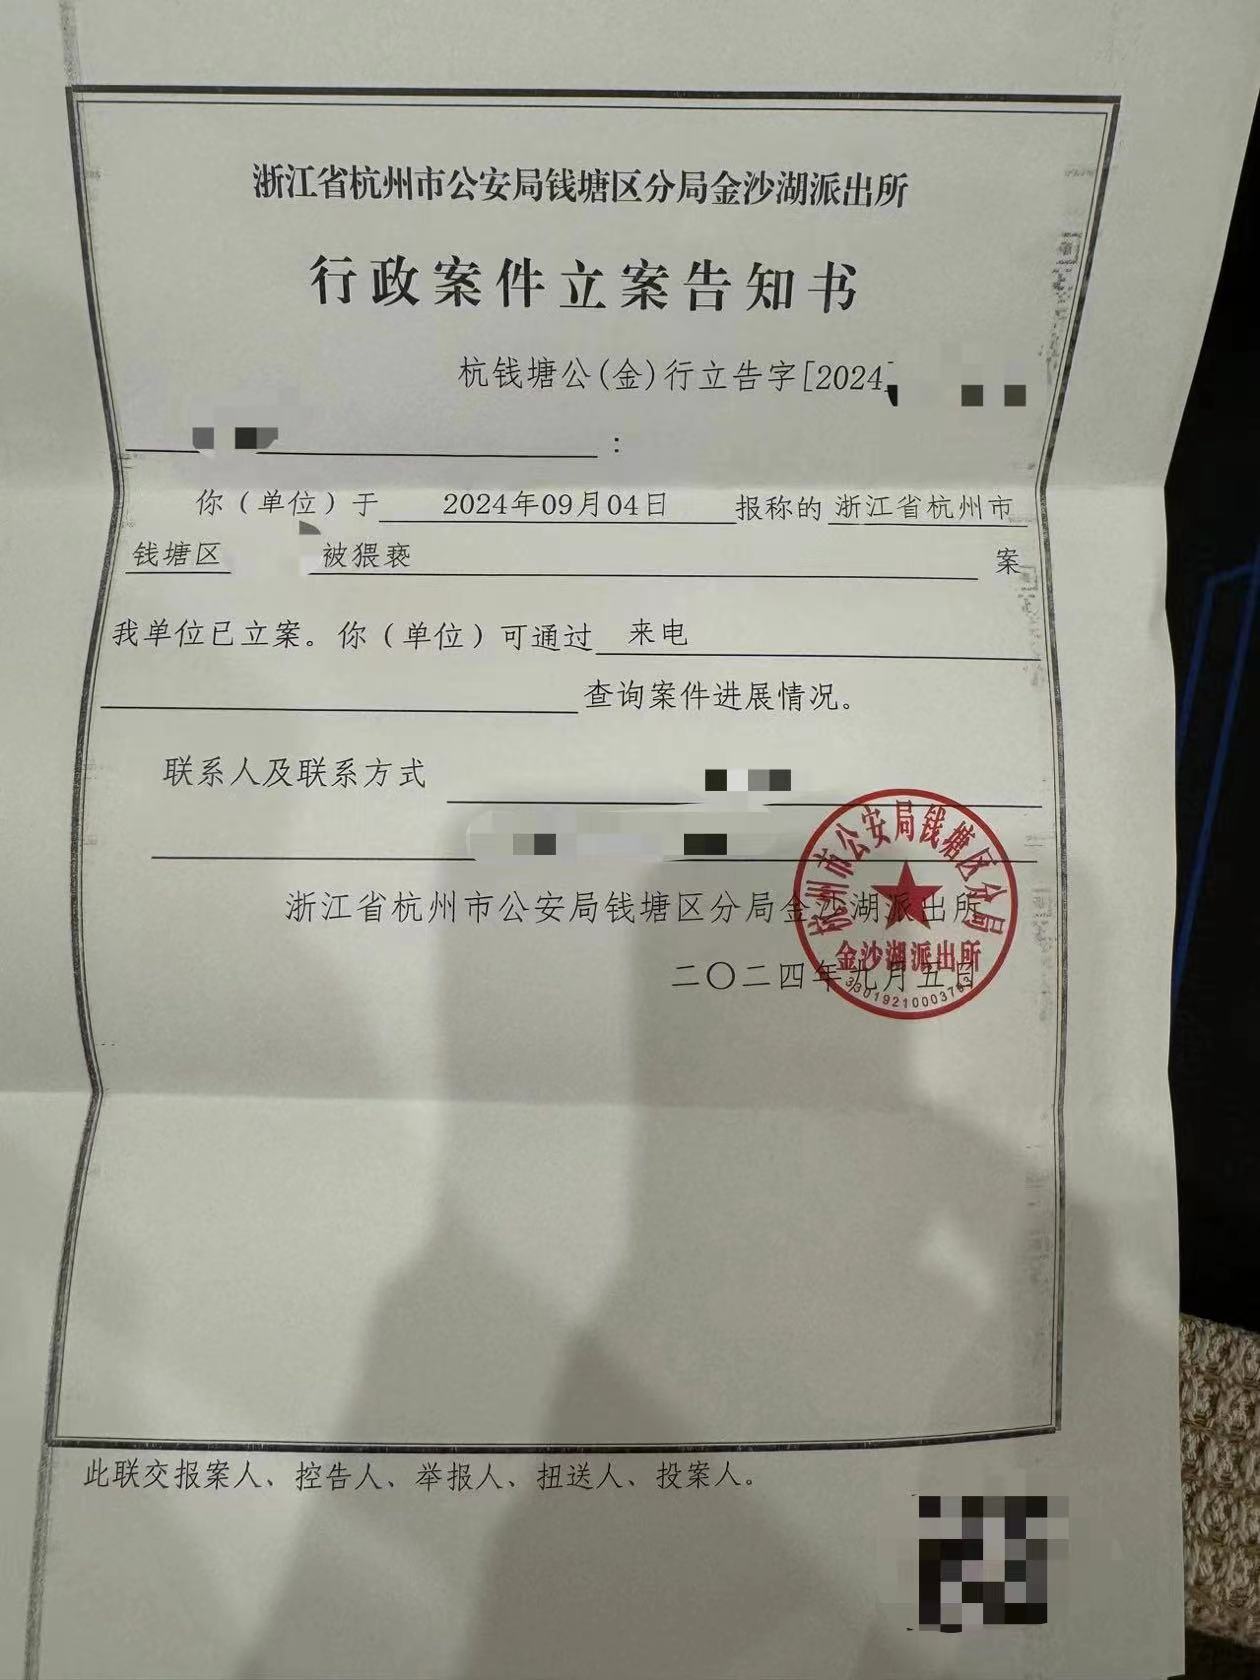 浙江省杭州市公安局钱塘区分局金沙湖派出所
行政案件立案告知书
杭钱塘公(金)行立告字[2024]
：
你（单位）于 2024年09月04日 报称的 浙江省杭州市
钱塘区 被猥亵 案
我单位已立案。你（单位）可通过 来电
查询案件进展情况。
联系人及联系方式
浙江省杭州市公安局钱塘区分局金沙湖派出所
二〇二四年九月五日
杭州市公安局钱塘区分局
金沙湖派出所
此联交报案人、控告人、举报人、扭送人、投案人。